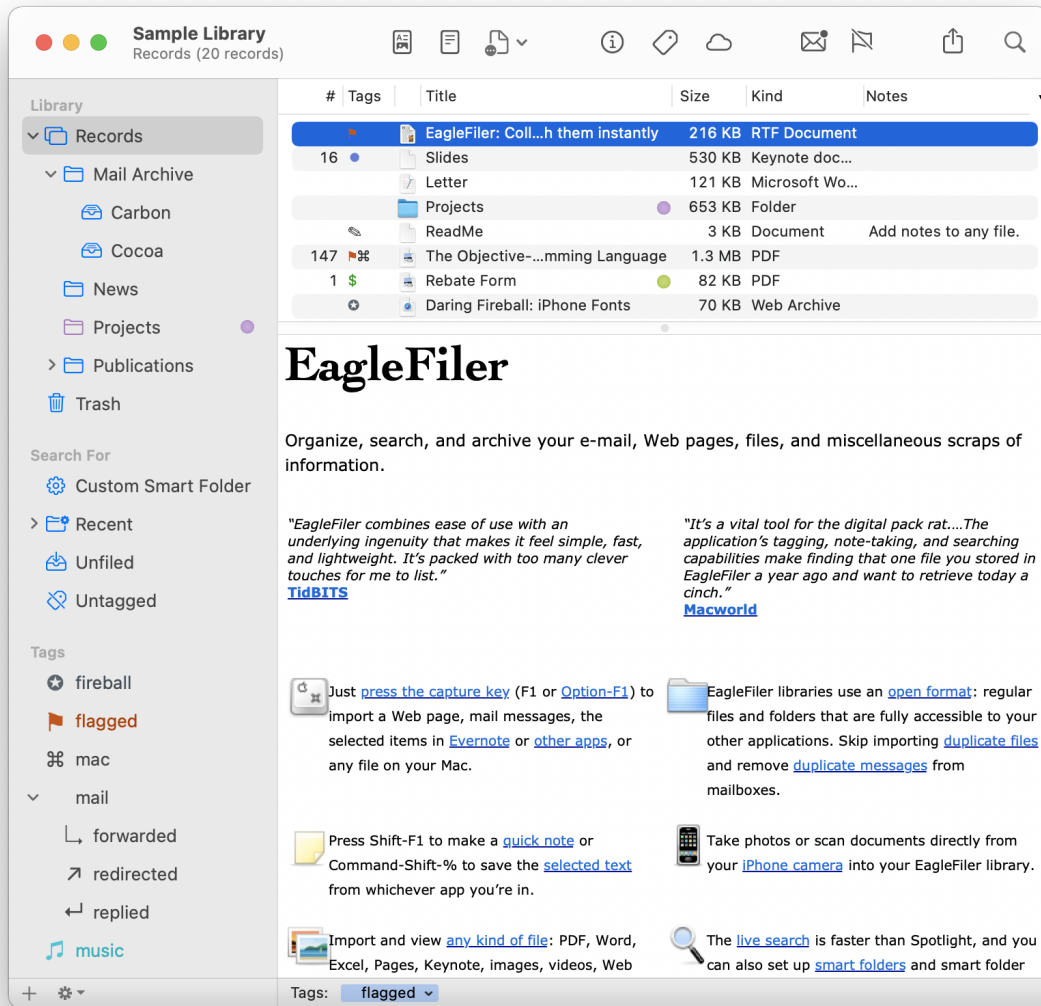 Sample Library
Records (20 records)
Library
Records
Mail Archive
Carbon
Cocoa
News
Projects
Publications
Trash
Search For
Custom Smart Folder
Recent
Unfiled
Untagged
Tags
fireball
flagged
mac
mail
forwarded
redirected
replied
music
# Tags Title Size Kind Notes
EagleFiler: Coll...h them instantly 216 KB RTF Document
16 Slides 530 KB Keynote doc...
Letter 121 KB Microsoft Wo...
Projects 653 KB Folder
ReadMe 3 KB Document Add notes to any file.
147 ⌘ The Objective-...mming Language 1.3 MB PDF
1 $ Rebate Form 82 KB PDF
Daring Fireball: iPhone Fonts 70 KB Web Archive
EagleFiler
Organize, search, and archive your e-mail, Web pages, files, and miscellaneous scraps of
information.
“EagleFiler combines ease of use with an
underlying ingenuity that makes it feel simple, fast,
and lightweight. It’s packed with too many clever
touches for me to list.”
TidBITS
“It’s a vital tool for the digital pack rat.…The
application’s tagging, note-taking, and searching
capabilities make finding that one file you stored in
EagleFiler a year ago and want to retrieve today a
cinch.”
Macworld
Just press the capture key (F1 or Option-F1) to
import a Web page, mail messages, the
selected items in Evernote or other apps, or
any file on your Mac.
EagleFiler libraries use an open format: regular
files and folders that are fully accessible to your
other applications. Skip importing duplicate files
and remove duplicate messages from
mailboxes.
Press Shift-F1 to make a quick note or
Command-Shift-% to save the selected text
from whichever app you’re in.
Take photos or scan documents directly from
your iPhone camera into your EagleFiler library.
Import and view any kind of file: PDF, Word,
Excel, Pages, Keynote, images, videos, Web
The live search is faster than Spotlight, and you
can also set up smart folders and smart folder
Tags: flagged